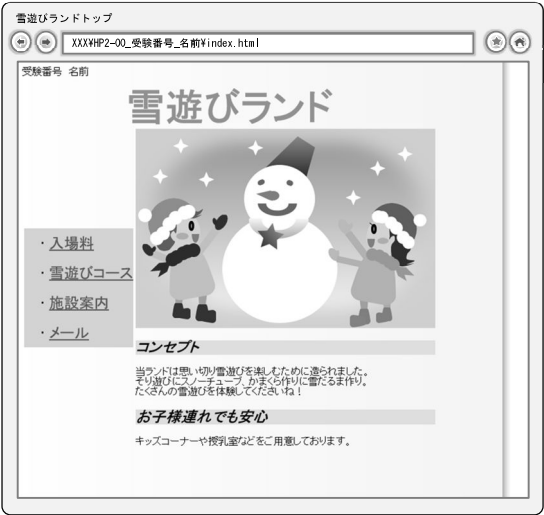 雪遊びランドトップ
XXX¥HP2-00_受験番号_名前¥index.html
受験番号 名前
雪遊びランド
・入場料
・雪遊びコース
・施設案内
・メール
コンセプト
当ランドは思い切り雪遊びを楽しむために造られました。
そり遊びにスノーチューブ、かまくら作りに雪だるま作り。
たくさんの雪遊びを体験してくださいね！
お子様連れでも安心
キッズコーナーや授乳室などをご用意しております。